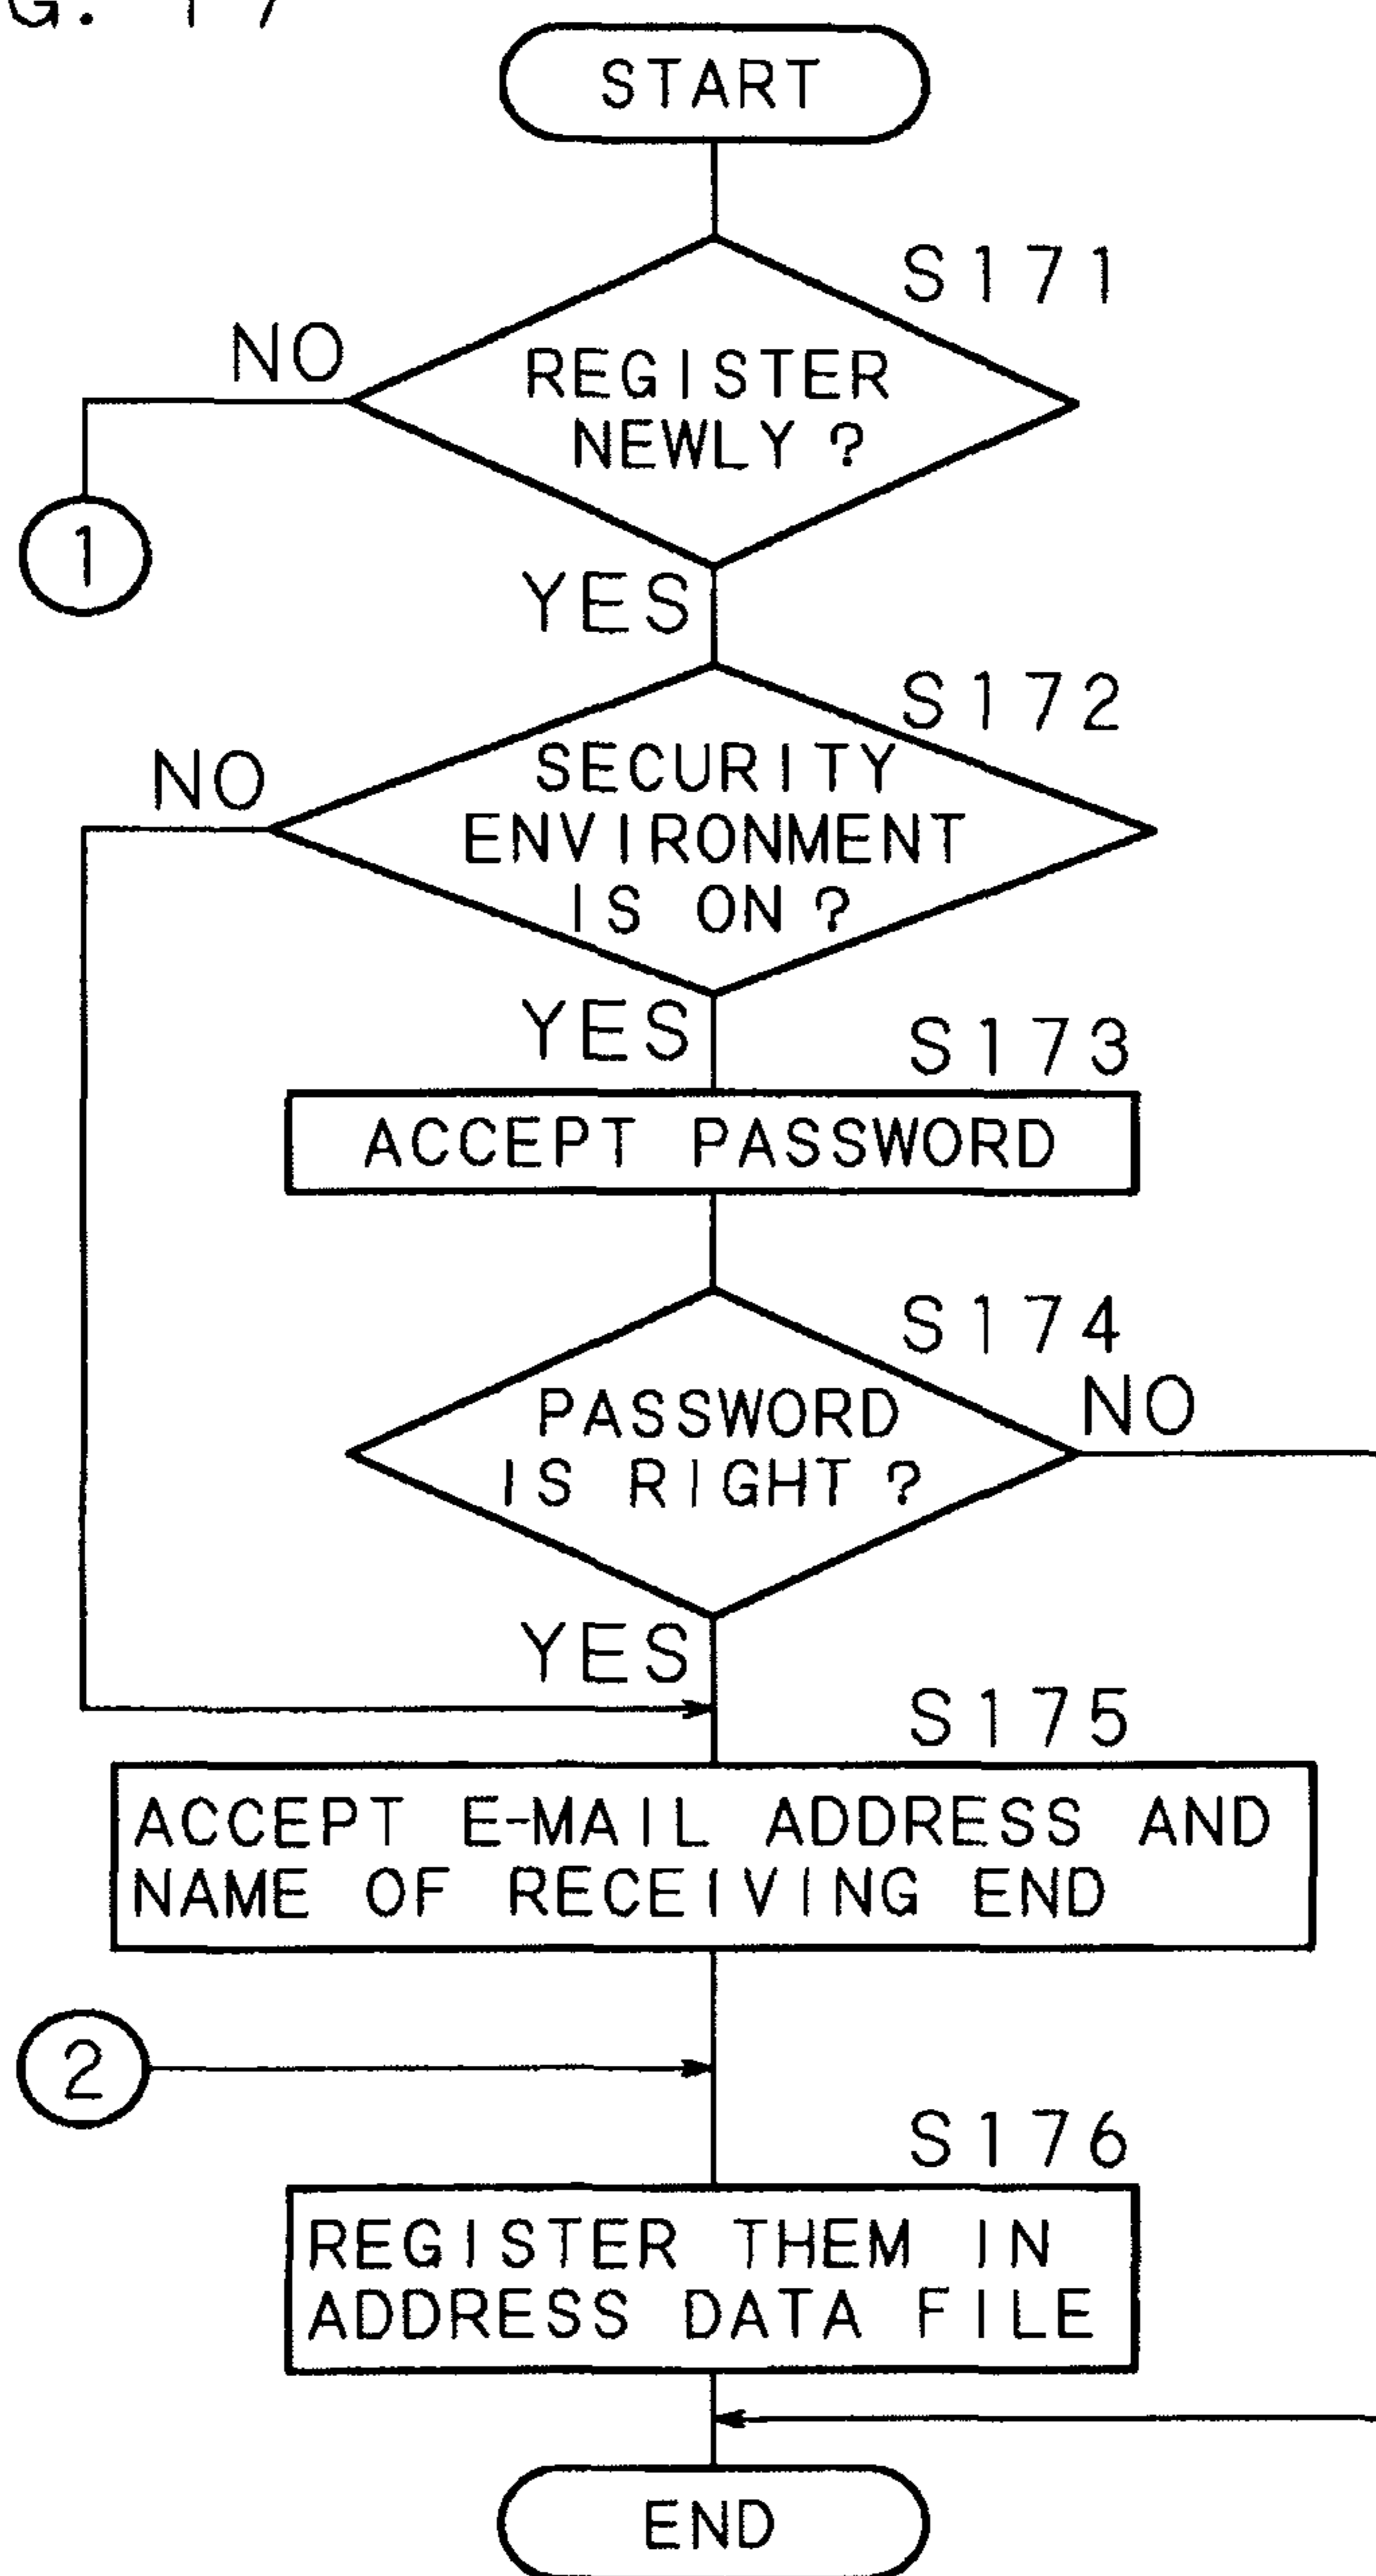 G. 17
START
S171
NO
REGISTER
NEWLY?
1
YES
S172
NO
SECURITY
ENVIRONMENT
IS ON?
YES
S173
ACCEPT PASSWORD
S174
NO
PASSWORD
IS RIGHT?
YES
S175
ACCEPT E-MAIL ADDRESS AND
NAME OF RECEIVING END
2
S176
REGISTER THEM IN
ADDRESS DATA FILE
END